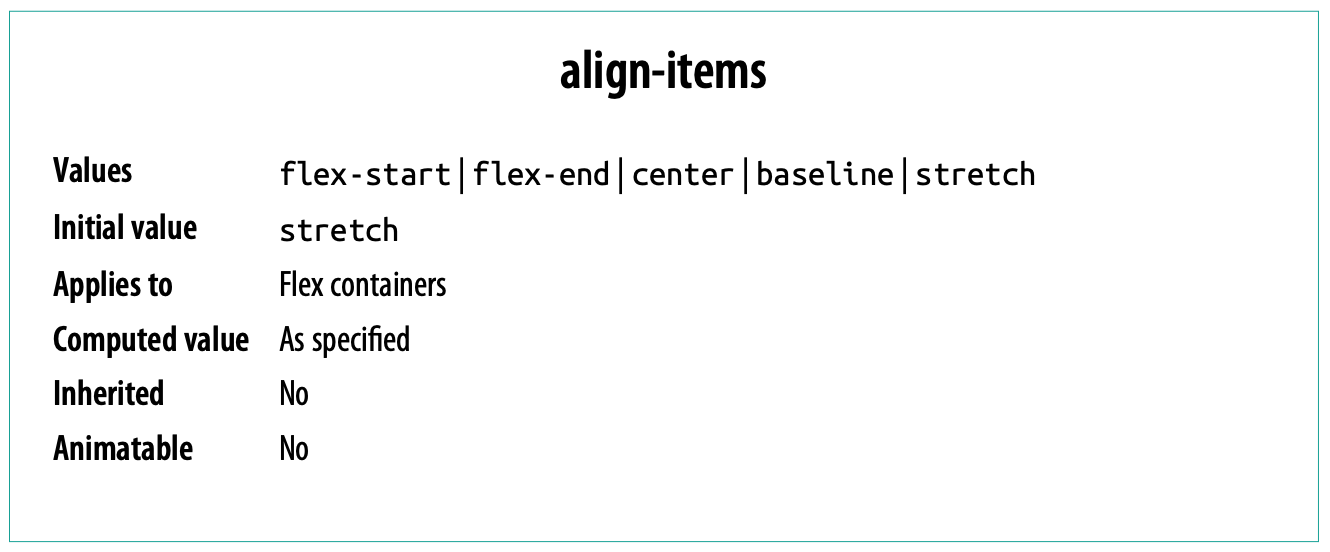 align-items
Values flex-start|flex-end|center|baseline|stretch
Initial value stretch
Applies to Flex containers
Computed value As specified
Inherited No
Animatable No